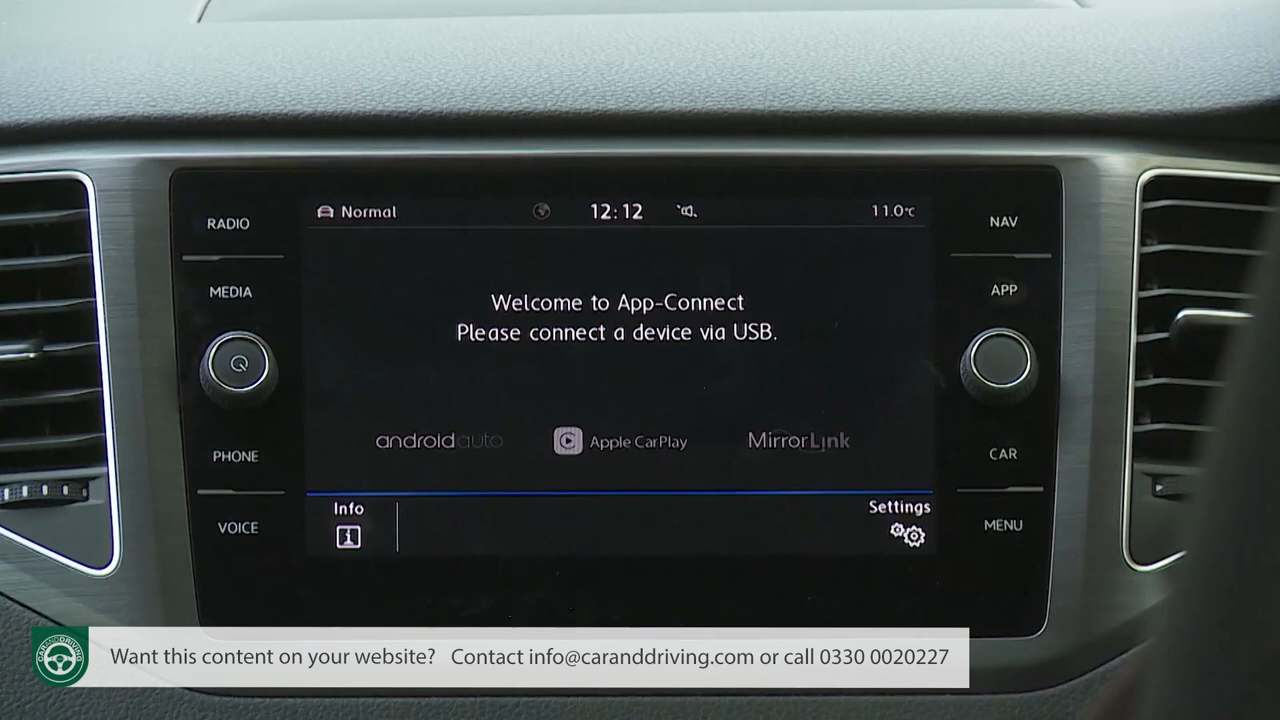 RADIO
MEDIA
PHONE
VOICE
Normal
12:12
11.0°C
Welcome to App-Connect
Please connect a device via USB.
androidauto
Apple CarPlay
MirrorLink
Info
Settings
NAV
APP
CAR
MENU
CARANDDRIVING
Want this content on your website? Contact info@caranddriving.com or call 0330 0020227